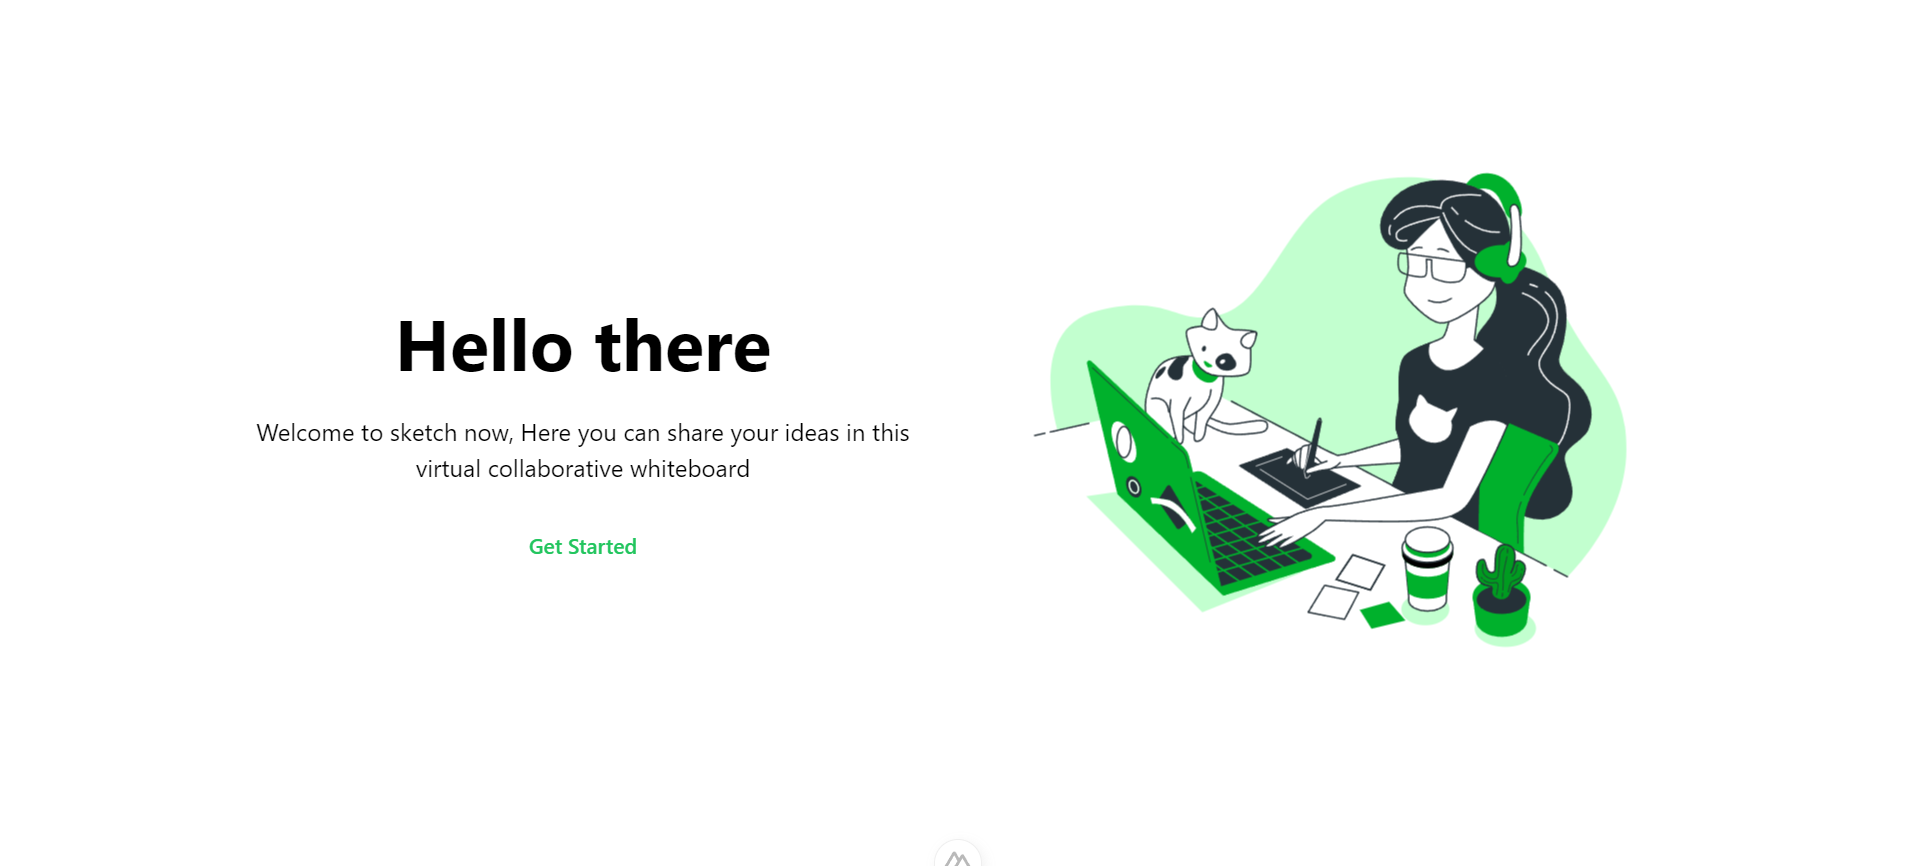 Hello there
Welcome to sketch now, Here you can share your ideas in this
virtual collaborative whiteboard
Get Started